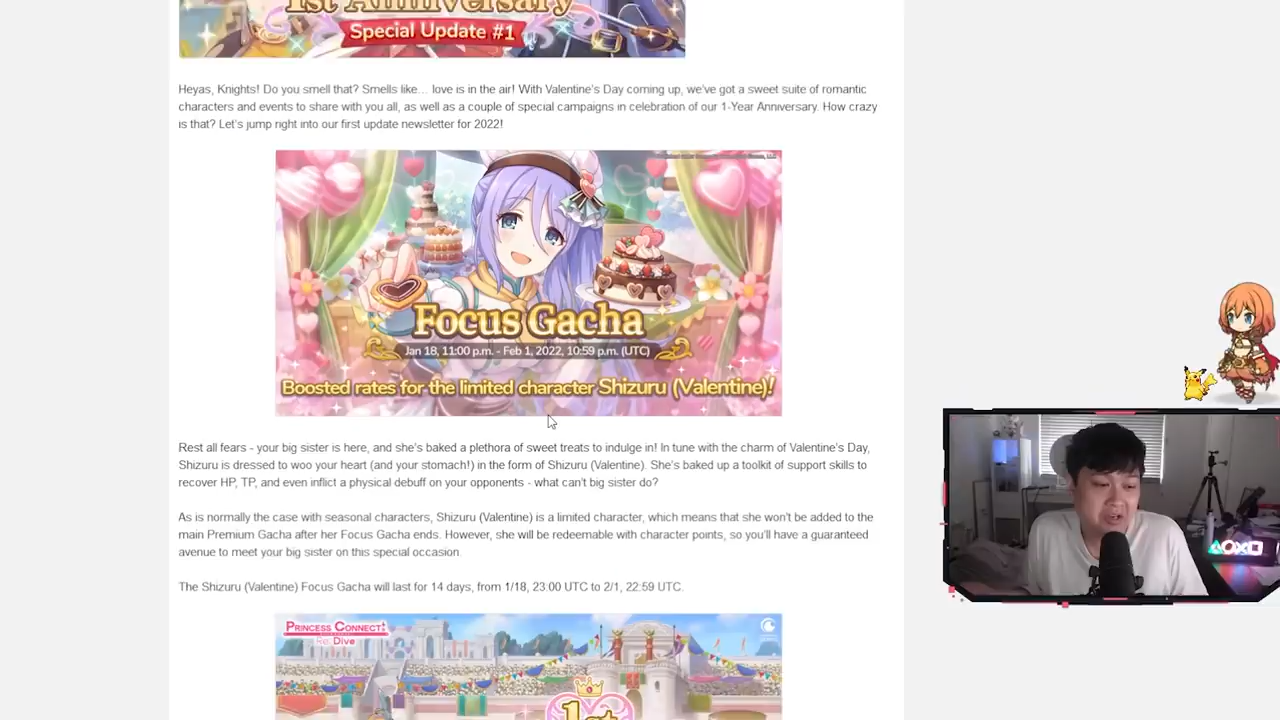 1st Anniversary
Special Update #1
Heyas, Knights! Do you smell that? Smells like… love is in the air! With Valentine's Day coming up, we've got a sweet suite of romantic
characters and events to share with you all, as well as a couple of special campaigns in celebration of our 1-Year Anniversary. How crazy
is that? Let's jump right into our first update newsletter for 2022!
Focus Gacha
Jan 18, 11:00 p.m. - Feb 1, 2022, 10:59 p.m. (UTC)
Boosted rates for the limited character Shizuru (Valentine)!
Rest all fears - your big sister is here, and she's baked a plethora of sweet treats to indulge in! In tune with the charm of Valentine's Day,
Shizuru is dressed to woo your heart (and your stomach!) in the form of Shizuru (Valentine). She's baked up a toolkit of support skills to
recover HP, TP, and even inflict a physical debuff on your opponents - what can't big sister do?
As is normally the case with seasonal characters, Shizuru (Valentine) is a limited character, which means that she won't be added to the
main Premium Gacha after her Focus Gacha ends. However, she will be redeemable with character points, so you'll have a guaranteed
avenue to meet your big sister on this special occasion.
The Shizuru (Valentine) Focus Gacha will last for 14 days, from 1/18, 23:00 UTC to 2/1, 22:59 UTC.
PRINCESS CONNECT!
Re: Dive
1st